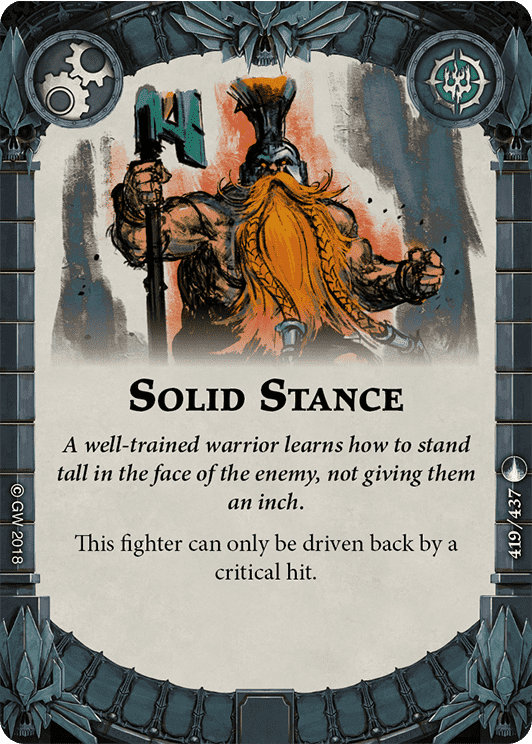 SOLID STANCE
A well-trained warrior learns how to stand
tall in the face of the enemy, not giving them
an inch.
This fighter can only be driven back by a
critical hit.
© GW 2018
419/437